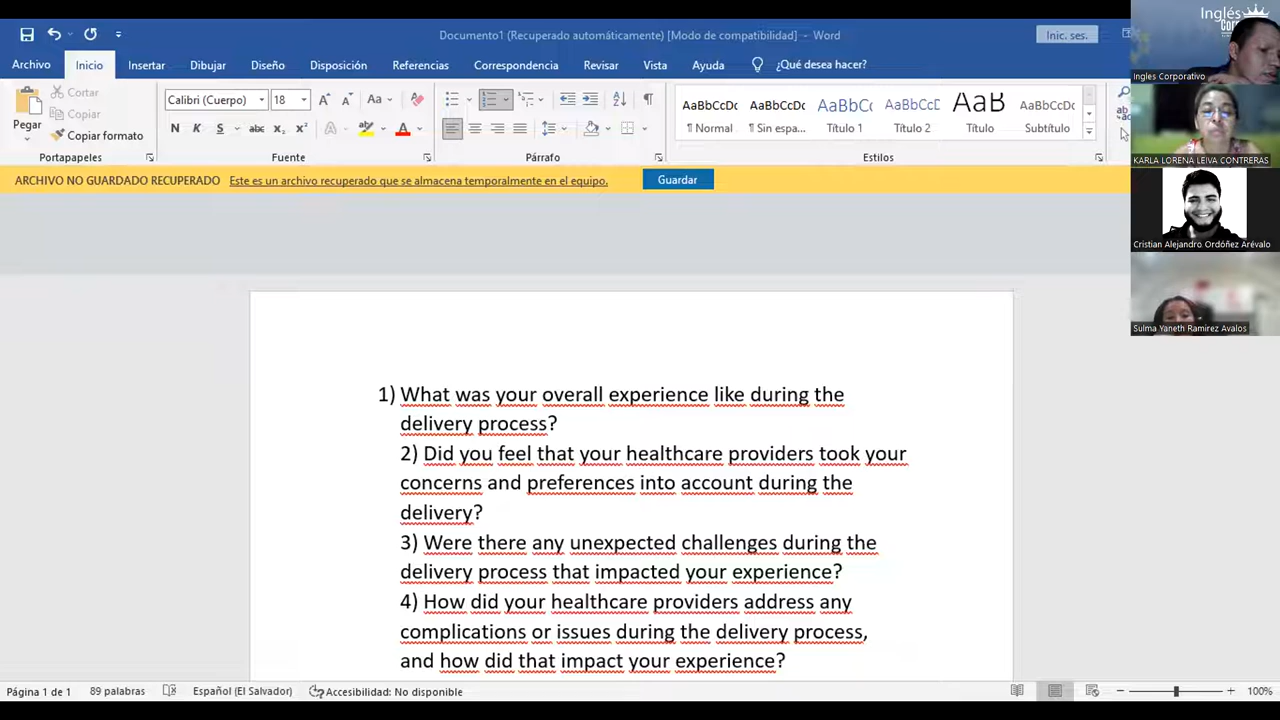 Documento1 (Recuperado automáticamente) [Modo de compatibilidad] - Word
Inic. ses.
Archivo Inicio Insertar Dibujar Diseño Disposición Referencias Correspondencia Revisar Vista Ayuda ¿Qué desea hacer?
Pegar
Cortar
Copiar
Copiar formato
Portapapeles
Calibri (Cuerpo) 18
Aa
N K S abc x₂ x² A
Fuente
Párrafo
AaBbCcDc AaBbCcDc AaBbCcD AaBbCcD AaB AaBbCcD
¶ Normal ¶ Sin espa... Título 1 Título 2 Título Subtítulo
Estilos
ARCHIVO NO GUARDADO RECUPERADO Este es un archivo recuperado que se almacena temporalmente en el equipo. Guardar
1) What was your overall experience like during the
delivery process?
2) Did you feel that your healthcare providers took your
concerns and preferences into account during the
delivery?
3) Were there any unexpected challenges during the
delivery process that impacted your experience?
4) How did your healthcare providers address any
complications or issues during the delivery process,
and how did that impact your experience?
Página 1 de 1 89 palabras Español (El Salvador) Accesibilidad: No disponible 100%
Inglés
Ingles Corporativo
KARLA LORENA LEIVA CONTRERAS
Cristian Alejandro Ordóñez Arévalo
Sulma Yaneth Ramirez Avalos